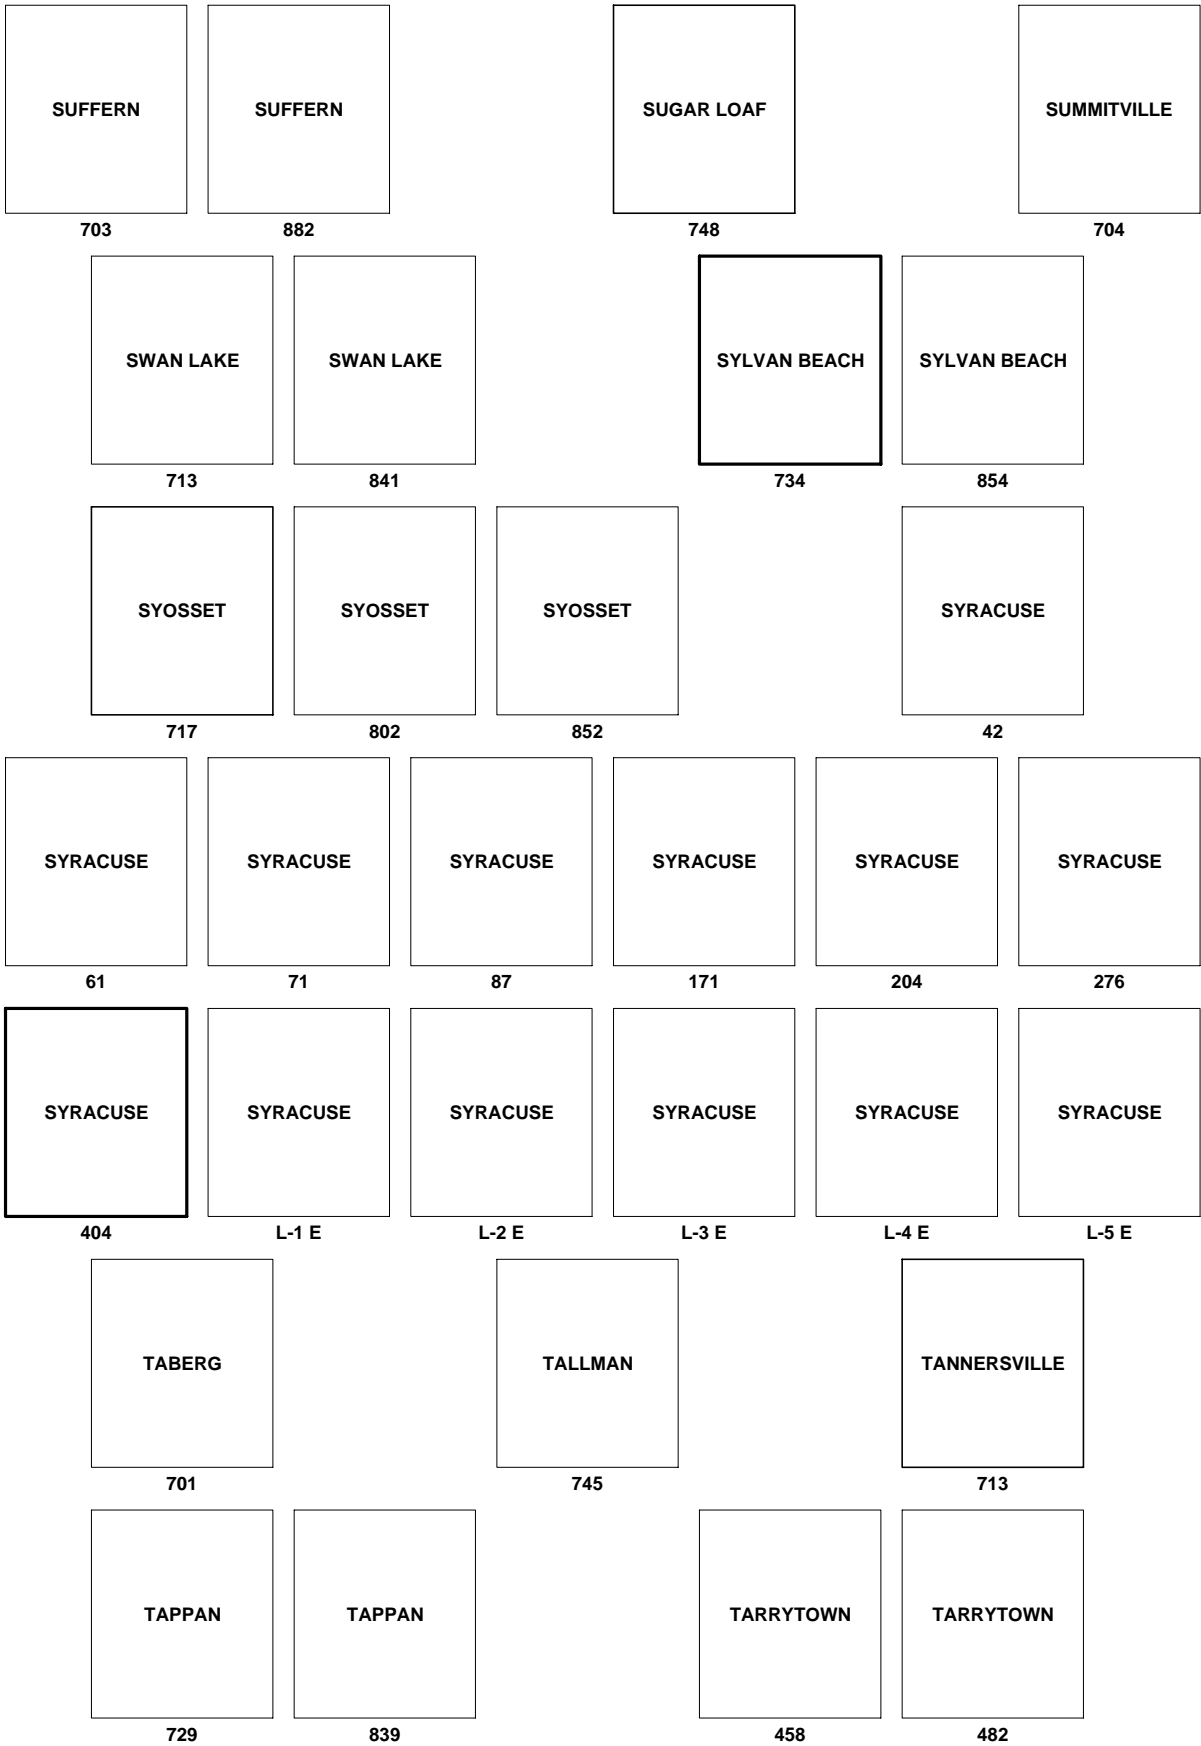 SUFFERN SUFFERN SUGAR LOAF SUMMITVILLE
703 882 748 704
SWAN LAKE SWAN LAKE SYLVAN BEACH SYLVAN BEACH
713 841 734 854
SYOSSET SYOSSET SYOSSET SYRACUSE
717 802 852 42
SYRACUSE SYRACUSE SYRACUSE SYRACUSE SYRACUSE SYRACUSE
61 71 87 171 204 276
SYRACUSE SYRACUSE SYRACUSE SYRACUSE SYRACUSE SYRACUSE
404 L-1 E L-2 E L-3 E L-4 E L-5 E
TABERG TALLMAN TANNERSVILLE
701 745 713
TAPPAN TAPPAN TARRYTOWN TARRYTOWN
729 839 458 482